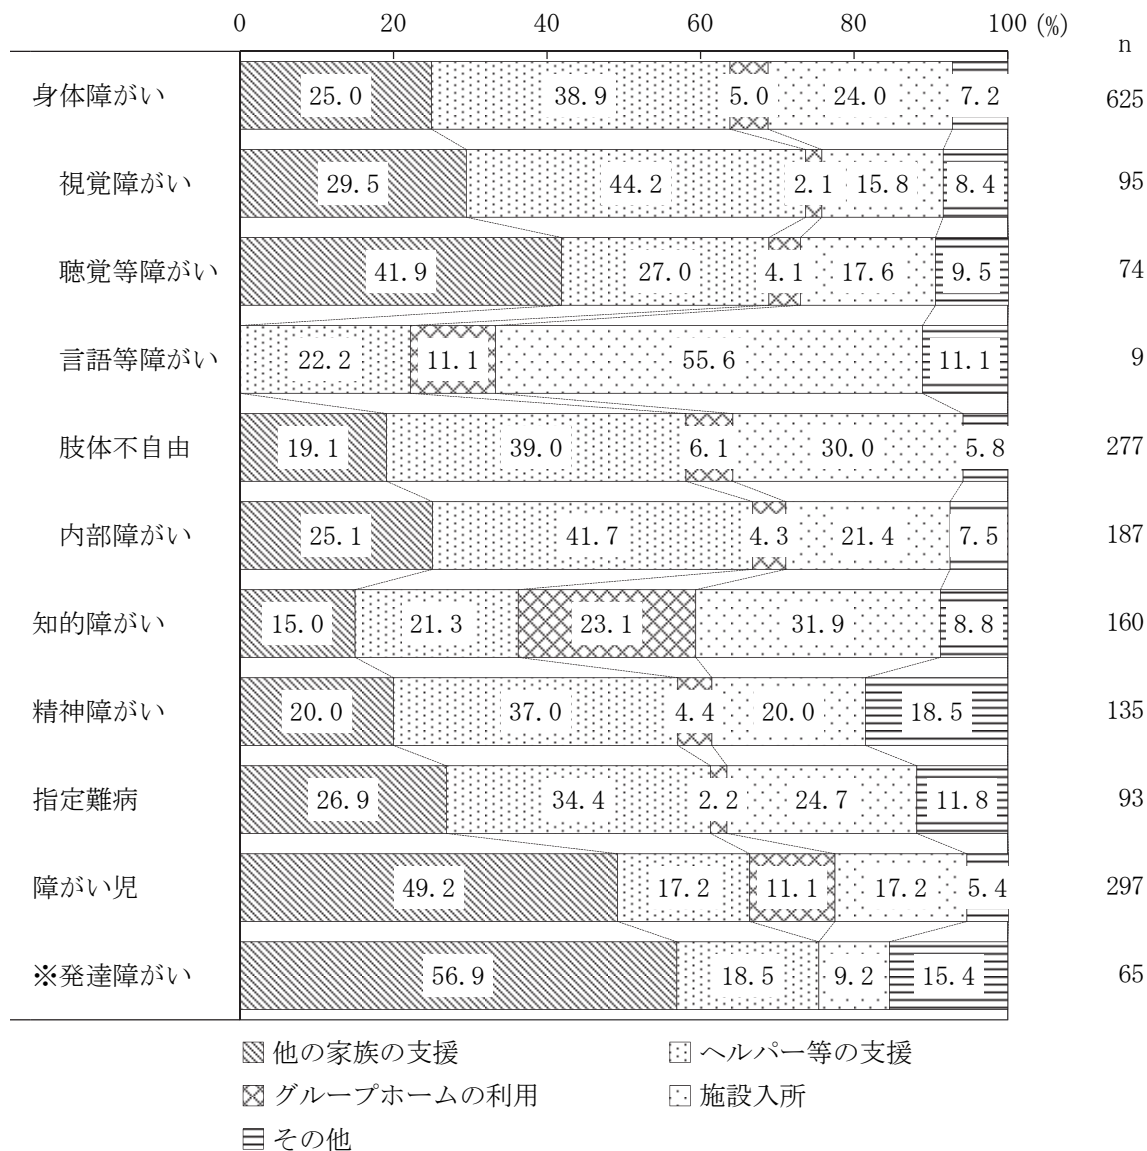 0 20 40 60 80 100 (%)
n
身体障がい 25.0 38.9 5.0 24.0 7.2 625
視覚障がい 29.5 44.2 2.1 15.8 8.4 95
聴覚等障がい 41.9 27.0 4.1 17.6 9.5 74
言語等障がい 22.2 11.1 55.6 11.1 9
肢体不自由 19.1 39.0 6.1 30.0 5.8 277
内部障がい 25.1 41.7 4.3 21.4 7.5 187
知的障がい 15.0 21.3 23.1 31.9 8.8 160
精神障がい 20.0 37.0 4.4 20.0 18.5 135
指定難病 26.9 34.4 2.2 24.7 11.8 93
障がい児 49.2 17.2 11.1 17.2 5.4 297
※発達障がい 56.9 18.5 9.2 15.4 65
他の家族の支援 ヘルパー等の支援
グループホームの利用 施設入所
その他